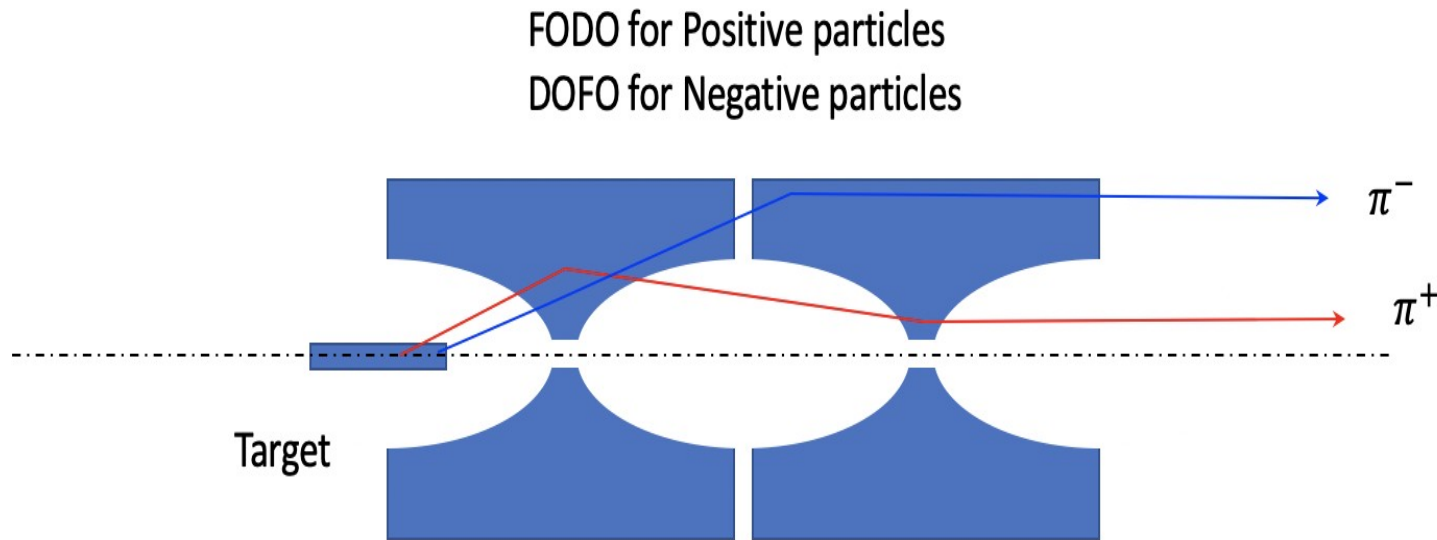 FODO for Positive particles
DOFO for Negative particles
π⁻
π⁺
Target